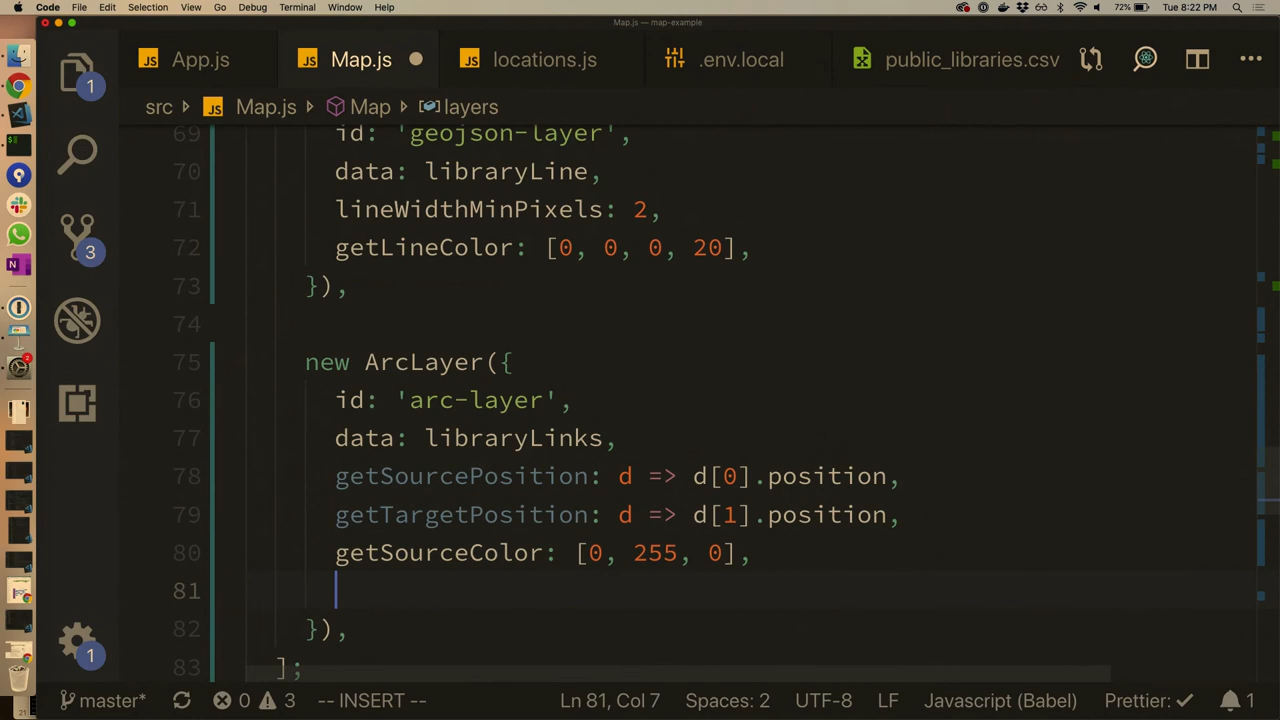 Code File Edit Selection View Go Debug Terminal Window Help 72% Tue 8:22 PM
Map.js — map-example
JS App.js JS Map.js JS locations.js .env.local public_libraries.csv
src JS Map.js Map layers
69 id: 'geojson-layer',
70 data: libraryLine,
71 lineWidthMinPixels: 2,
72 getLineColor: [0, 0, 0, 20],
73 }),
74
75 new ArcLayer({
76 id: 'arc-layer',
77 data: libraryLinks,
78 getSourcePosition: d => d[0].position,
79 getTargetPosition: d => d[1].position,
80 getSourceColor: [0, 255, 0],
81
82 }),
83 ];
1
3
1
master* 0 3 -- INSERT -- Ln 81, Col 7 Spaces: 2 UTF-8 LF Javascript (Babel) Prettier: ✓ 1